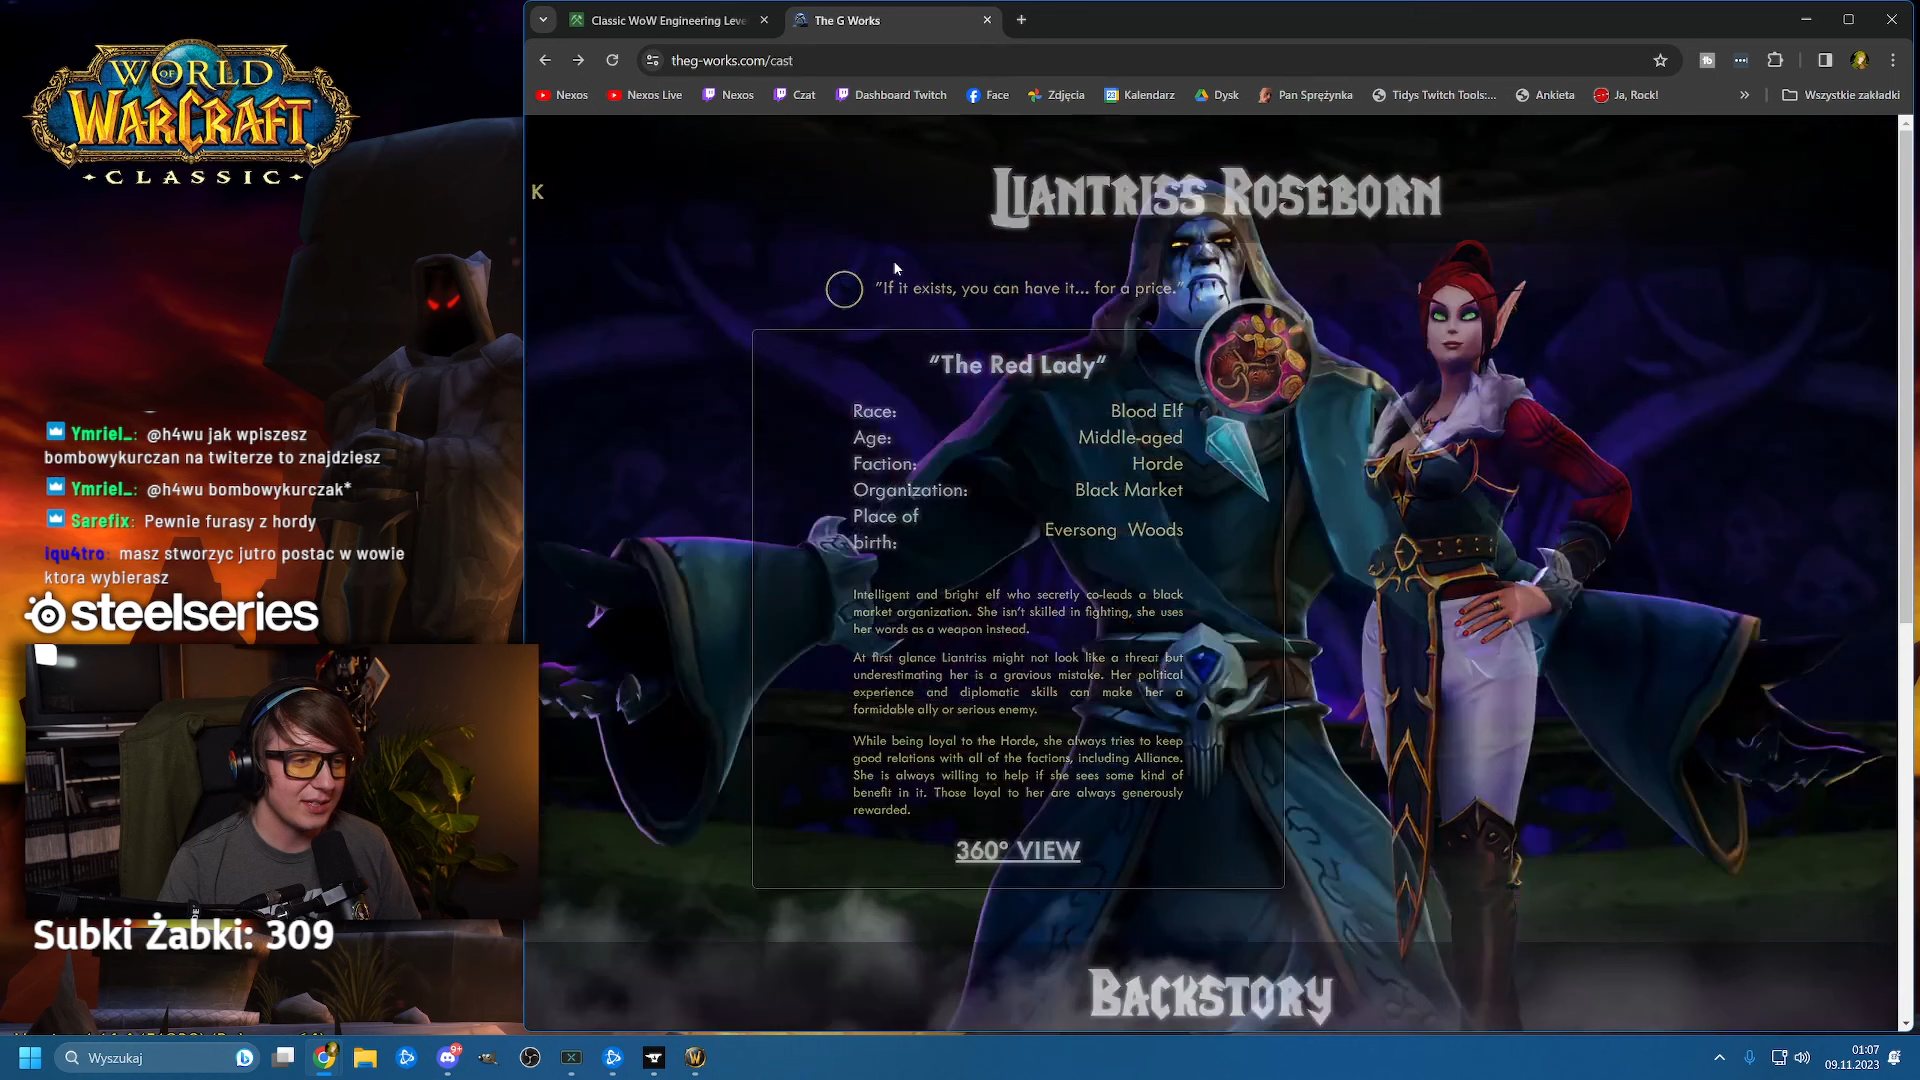 WORLD
OF
WARCRAFT
CLASSIC
Ymriel_: @h4wu jak wpiszesz
bombowykurczan na twiterze to znajdziesz
Ymriel_: @h4wu bombowykurczak*
Sarefix: Pewnie furasy z hordy
iqu4tro: masz stworzyc jutro postac w wowie
ktora wybierasz
steelseries
Subki Żabki: 309
Classic WoW Engineering Leve
The G Works
theg-works.com/cast
Nexos
Nexos Live
Nexos
Czat
Dashboard Twitch
Face
Zdjęcia
23
Kalendarz
Dysk
Pan Sprężynka
Tidys Twitch Tools:...
Ankieta
Ja, Rock!
Wszystkie zakładki
K
Liantriss Roseborn
"If it exists, you can have it... for a price."
"The Red Lady"
Race: Blood Elf
Age: Middle-aged
Faction: Horde
Organization: Black Market
Place of
birth: Eversong Woods
Intelligent and bright elf who secretly co-leads a black
market organization. She isn't skilled in fighting, she uses
her words as a weapon instead.
At first glance Liantriss might not look like a threat but
underestimating her is a gravious mistake. Her political
experience and diplomatic skills can make her a
formidable ally or serious enemy.
While being loyal to the Horde, she always tries to keep
good relations with all of the factions, including Alliance.
She is always willing to help if she sees some kind of
benefit in it. Those loyal to her are always generously
rewarded.
360° VIEW
Backstory
Wyszukaj
9+
01:07
09.11.2023